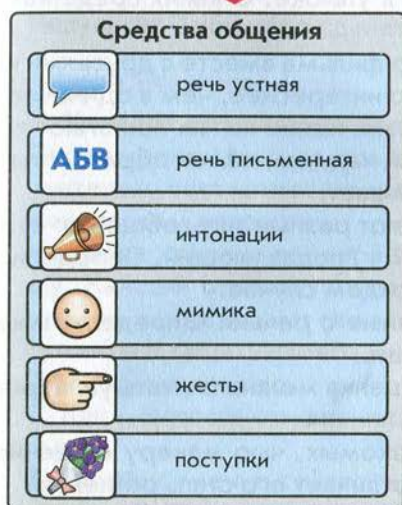 Средства общения
речь устная
АБВ
речь письменная
интонации
мимика
жесты
поступки